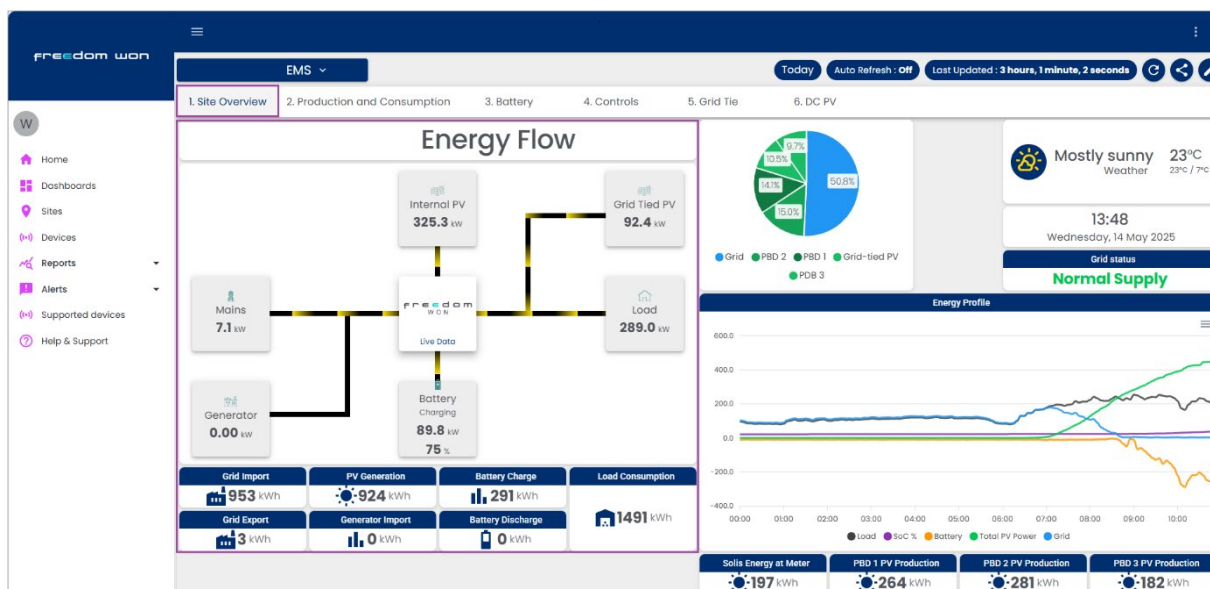 freedom won
EMS
Today
Auto Refresh : Off
Last Updated : 3 hours, 1 minute, 2 seconds
1. Site Overview
2. Production and Consumption
3. Battery
4. Controls
5. Grid Tie
6. DC PV
W
Home
Dashboards
Sites
Devices
Reports
Alerts
Supported devices
Help & Support
Energy Flow
Internal PV
325.3 kW
Grid Tied PV
92.4 kW
Mains
7.1 kW
freedom
WON
Live Data
Load
289.0 kW
Generator
0.00 kW
Battery
Charging
89.8 kW
75 %
Grid Import
953 kWh
PV Generation
924 kWh
Battery Charge
291 kWh
Load Consumption
1491 kWh
Grid Export
3 kWh
Generator Import
0 kWh
Battery Discharge
0 kWh
9.7%
10.5%
14.1%
15.0%
50.8%
Grid
PBD 2
PBD 1
Grid-tied PV
PDB 3
Mostly sunny
Weather
23°C
23°C / 7°C
13:48
Wednesday, 14 May 2025
Grid status
Normal Supply
Energy Profile
600.0
400.0
200.0
0.0
-200.0
-400.0
00:00 01:00 02:00 03:00 04:00 05:00 06:00 07:00 08:00 09:00 10:00
Load SoC % Battery Total PV Power Grid
Solis Energy at Meter
197 kWh
PBD 1 PV Production
264 kWh
PBD 2 PV Production
281 kWh
PBD 3 PV Production
182 kWh